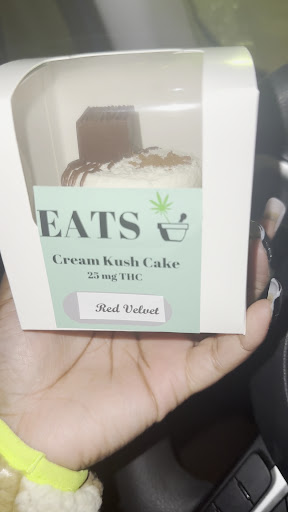 EATS
Cream Kush Cake
25 mg THC
Red Velvet